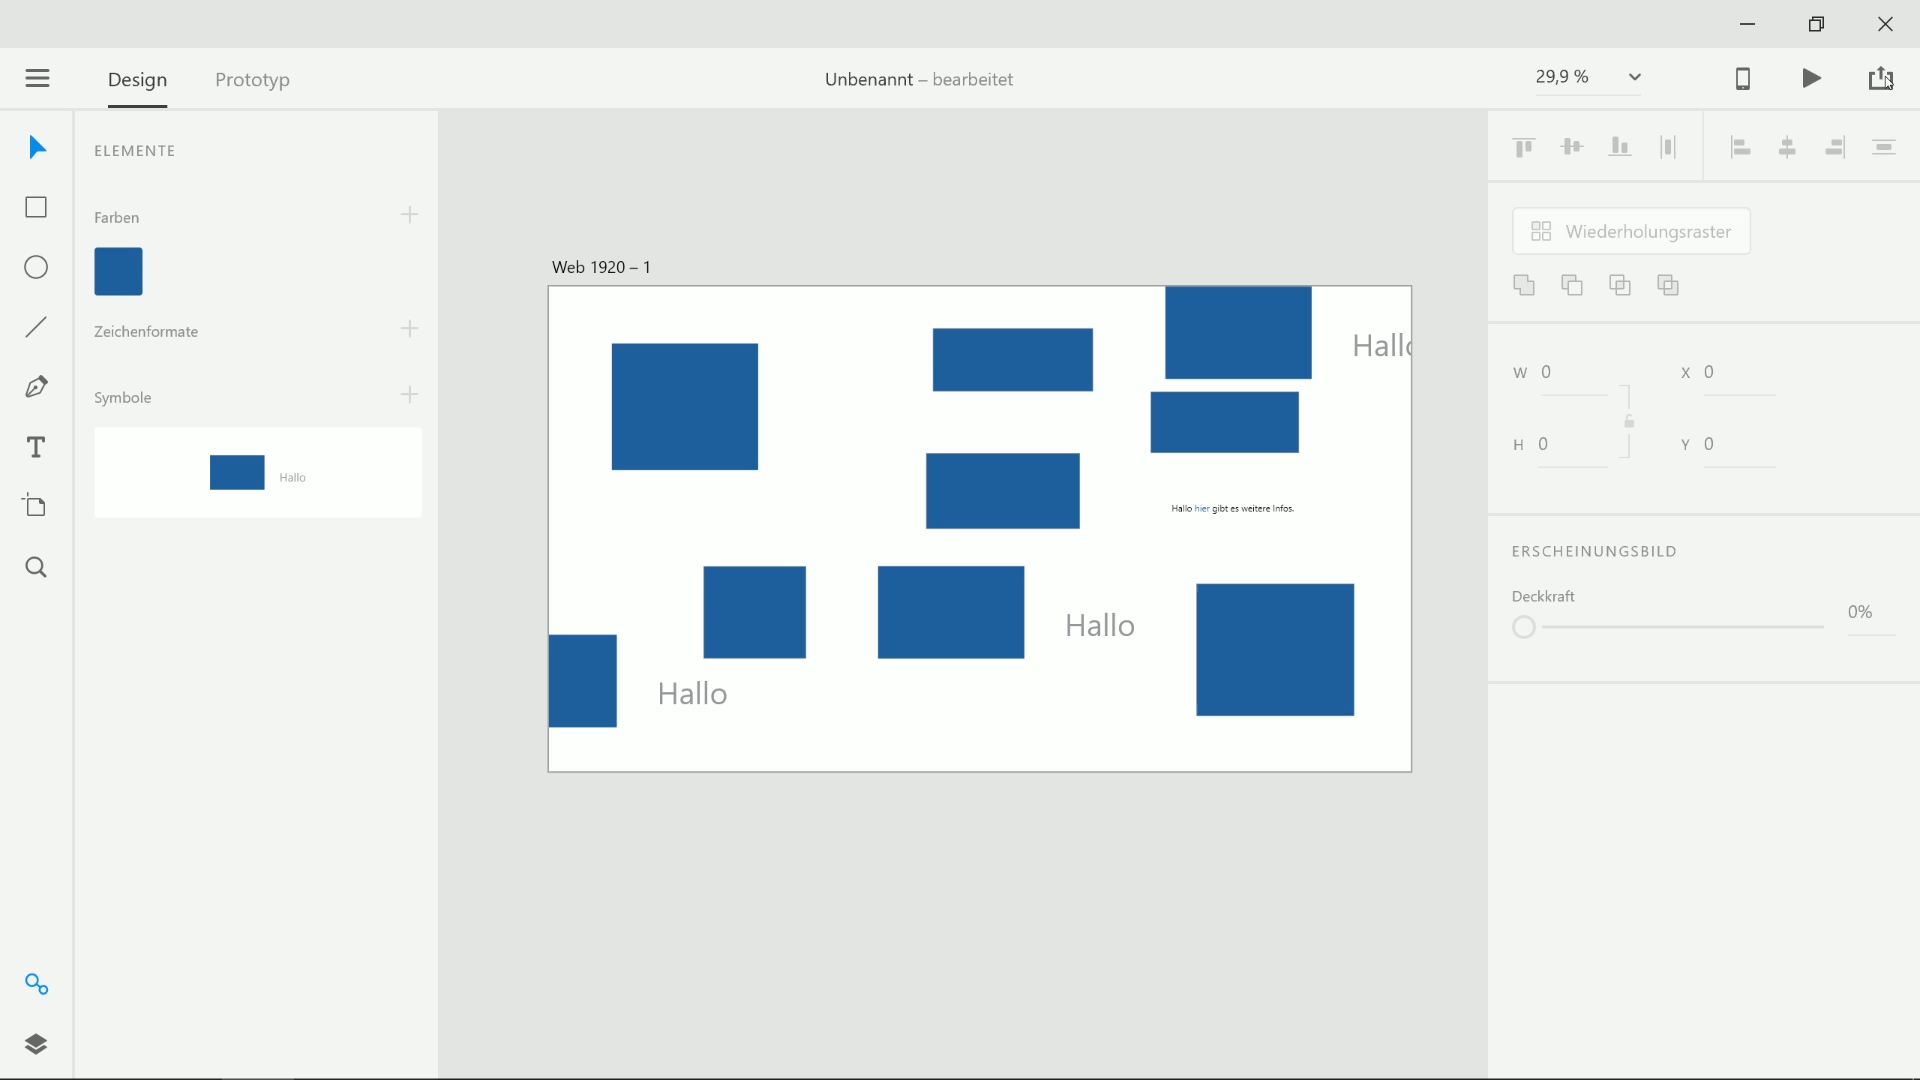 Design Prototyp Unbenannt – bearbeitet 29,9 %
ELEMENTE
Farben
Zeichenformate
Symbole
Hallo
Web 1920 – 1
Hallo
Hallo hier gibt es weitere Infos.
Hallo
Hallo
Wiederholungsraster
W 0 X 0
H 0 Y 0
ERSCHEINUNGSBILD
Deckkraft
0%